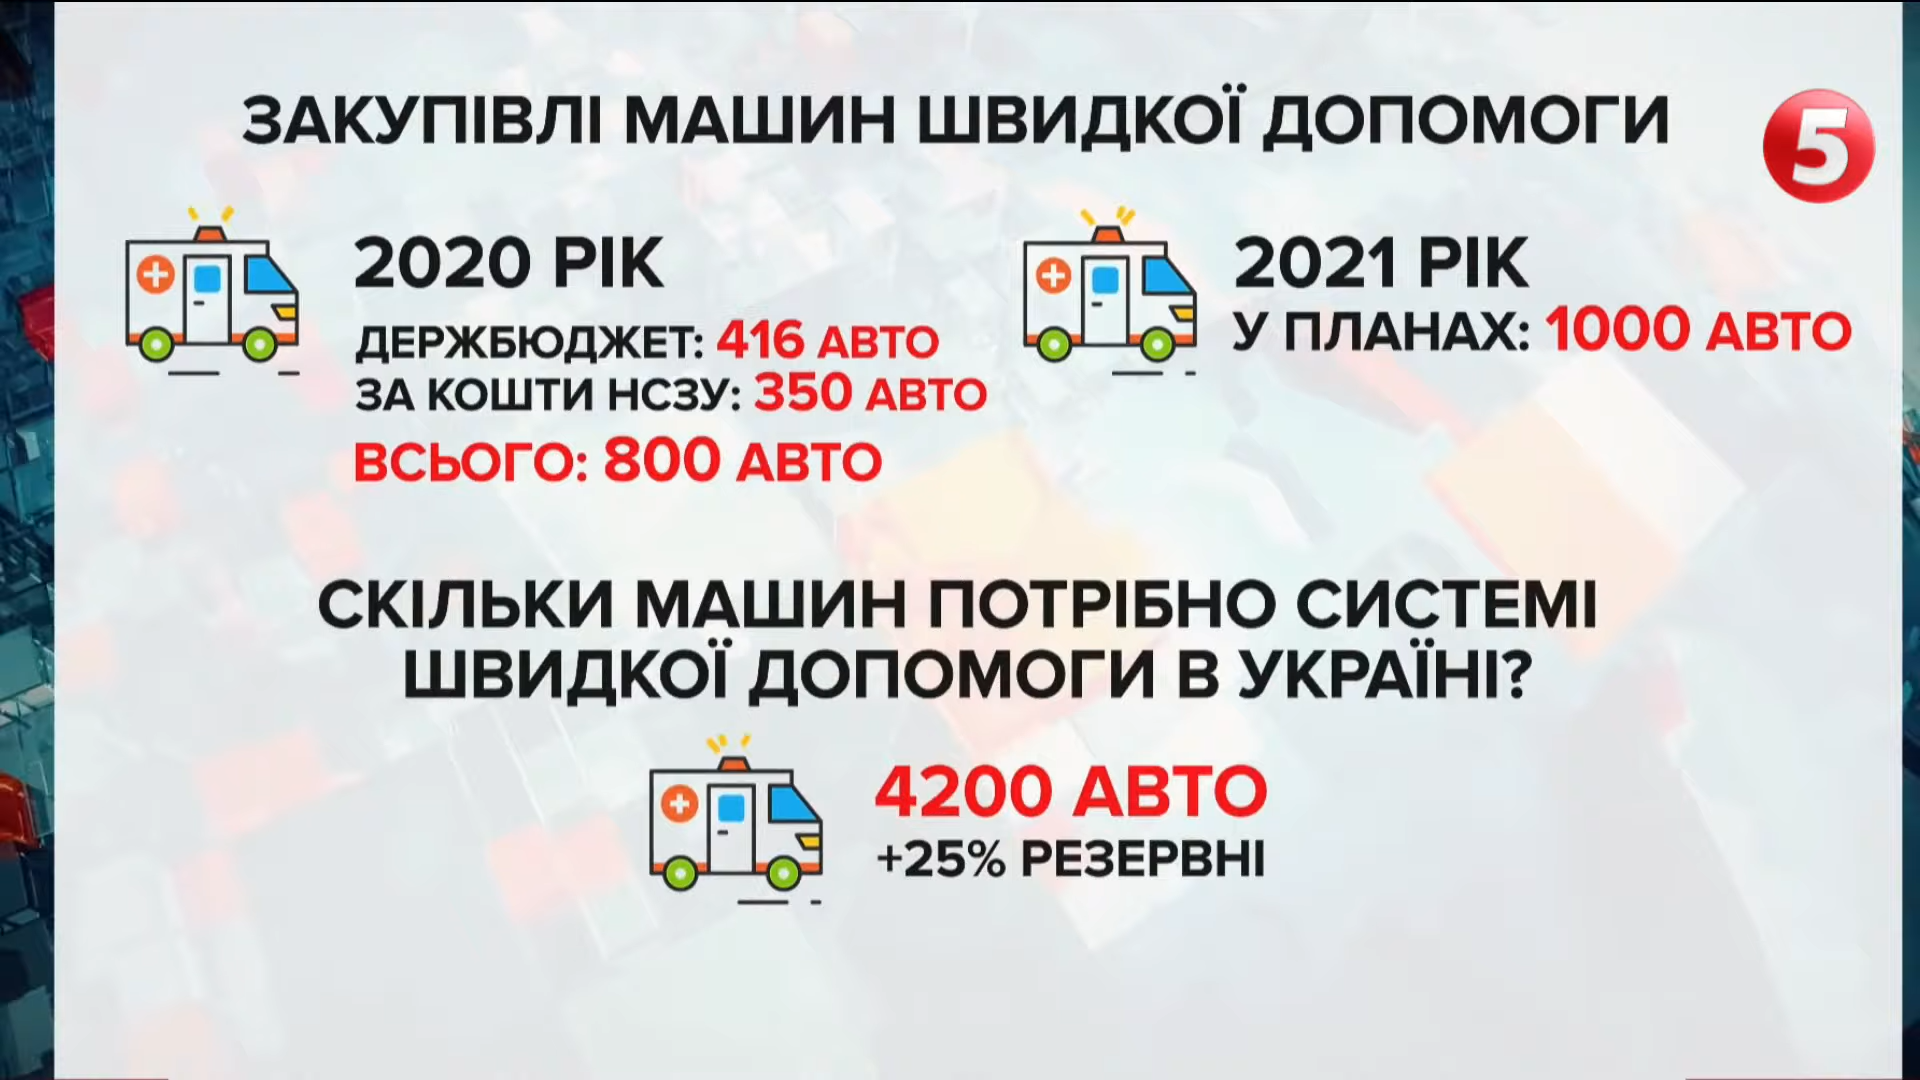 ЗАКУПІВЛІ МАШИН ШВИДКОЇ ДОПОМОГИ
5
2020 РІК
ДЕРЖБЮДЖЕТ: 416 АВТО
ЗА КОШТИ НСЗУ: 350 АВТО
ВСЬОГО: 800 АВТО
2021 РІК
У ПЛАНАХ: 1000 АВТО
СКІЛЬКИ МАШИН ПОТРІБНО СИСТЕМІ
ШВИДКОЇ ДОПОМОГИ В УКРАЇНІ?
4200 АВТО
+25% РЕЗЕРВНІ